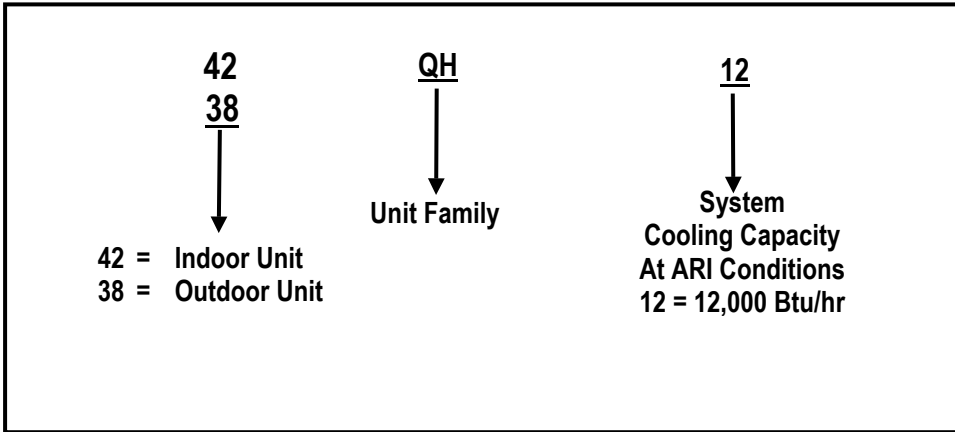 42
38
QH
12
Unit Family
42 = Indoor Unit
38 = Outdoor Unit
System
Cooling Capacity
At ARI Conditions
12 = 12,000 Btu/hr